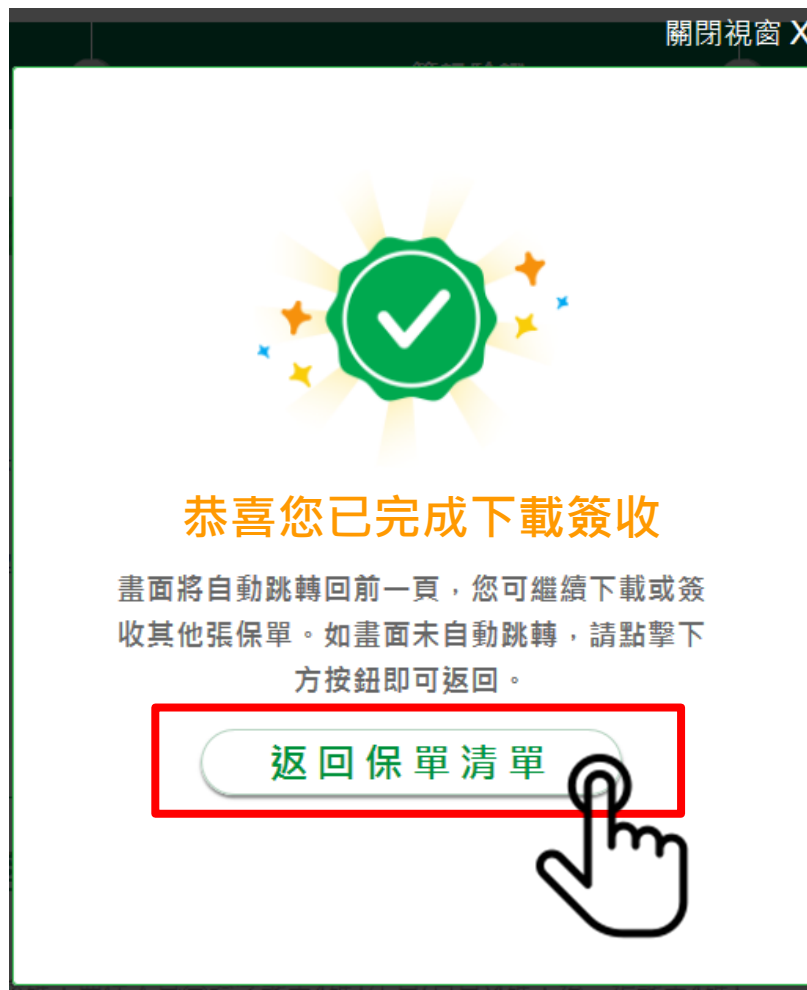 關閉視窗 X
恭喜您已完成下載簽收
畫面將自動跳轉回前一頁，您可繼續下載或簽
收其他張保單。如畫面未自動跳轉，請點擊下
方按鈕即可返回。
返回保單清單